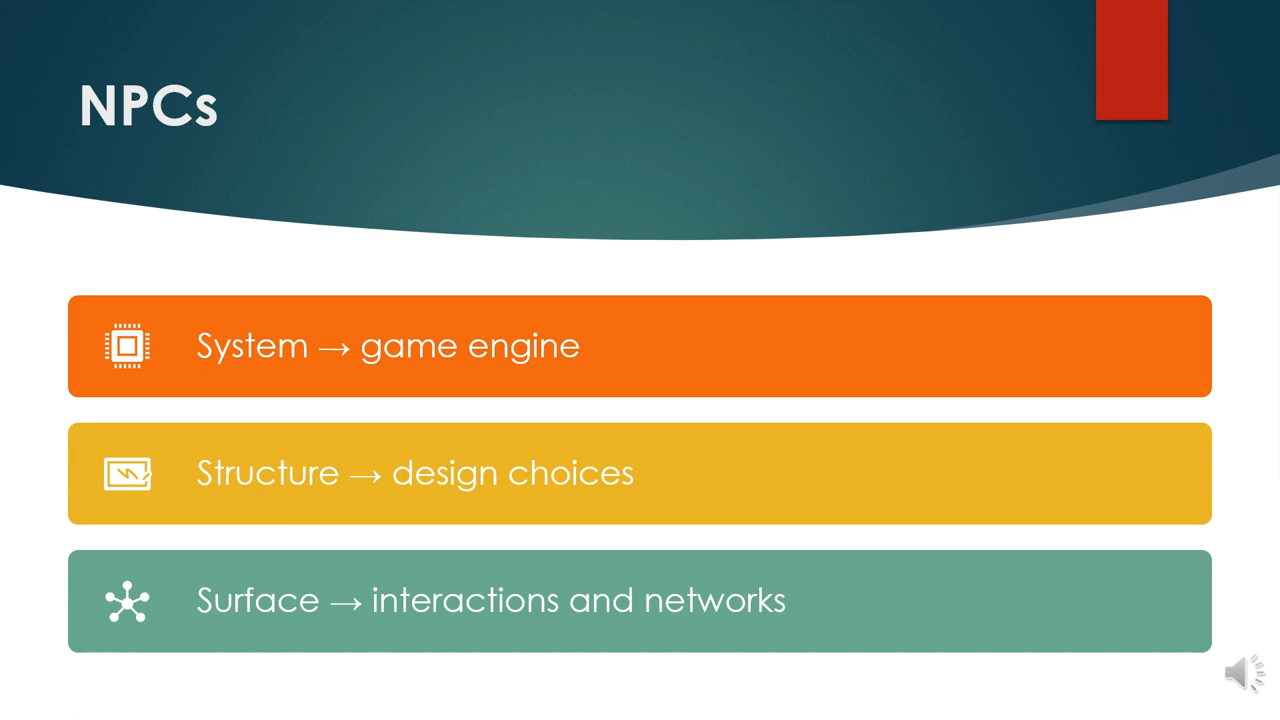 NPCs
System → game engine
Structure → design choices
Surface → interactions and networks